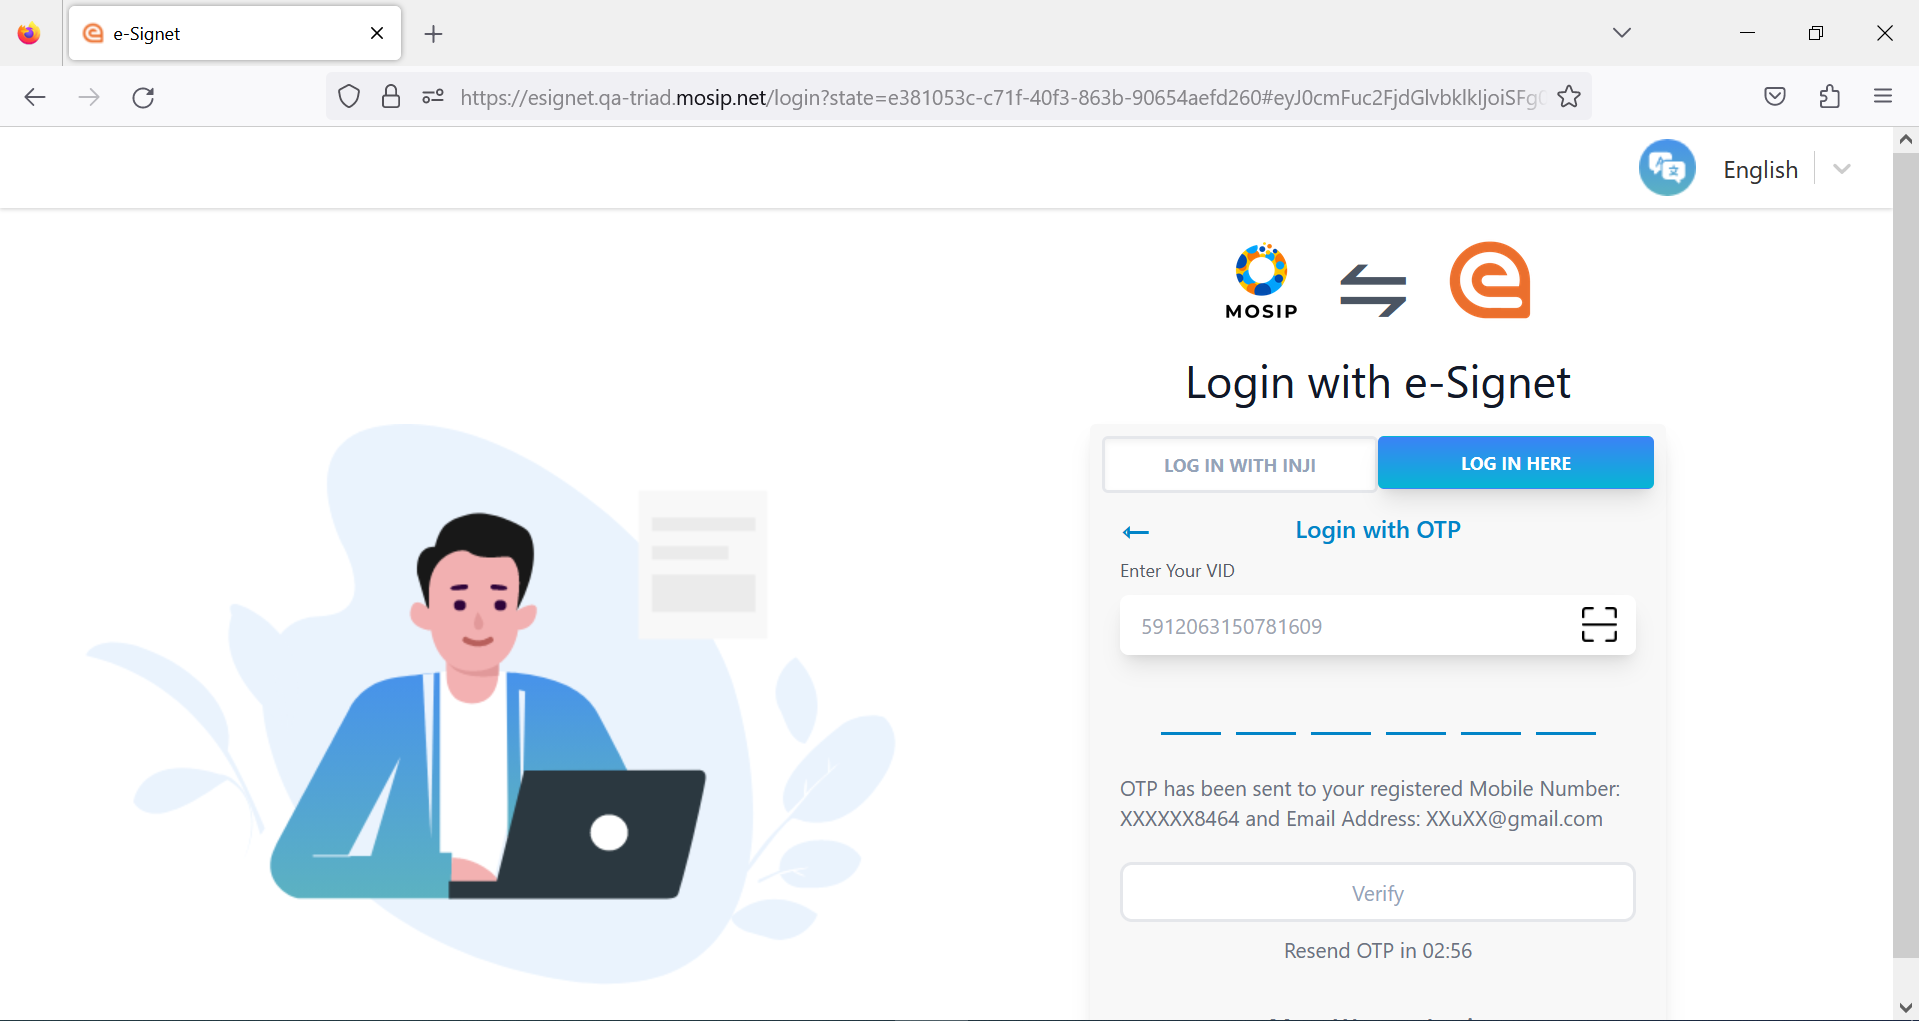 e-Signet
https://esignet.qa-triad.mosip.net/login?state=e381053c-c71f-40f3-863b-90654aefd260#eyJ0cmFuc2FjdGlvbklkIjoiSFg
English
MOSIP
Login with e-Signet
LOG IN WITH INJI
LOG IN HERE
Login with OTP
Enter Your VID
5912063150781609
OTP has been sent to your registered Mobile Number:
XXXXXX8464 and Email Address: XXuXX@gmail.com
Verify
Resend OTP in 02:56